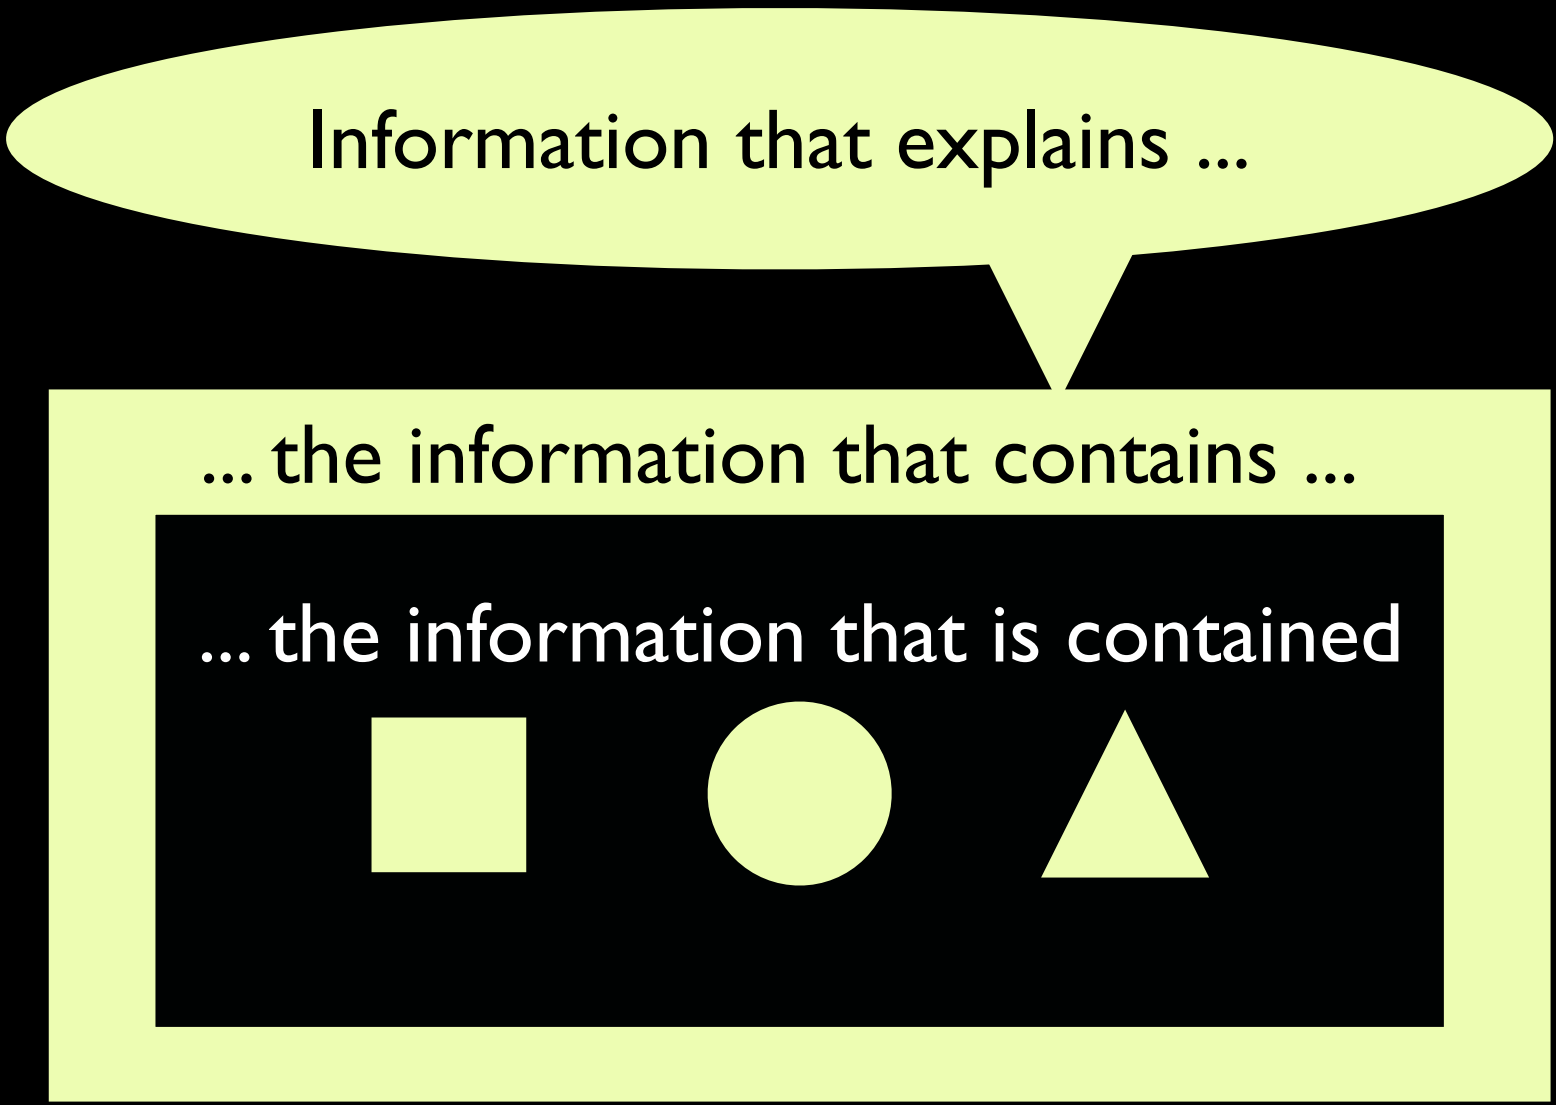 Information that explains ...
... the information that contains ...
... the information that is contained